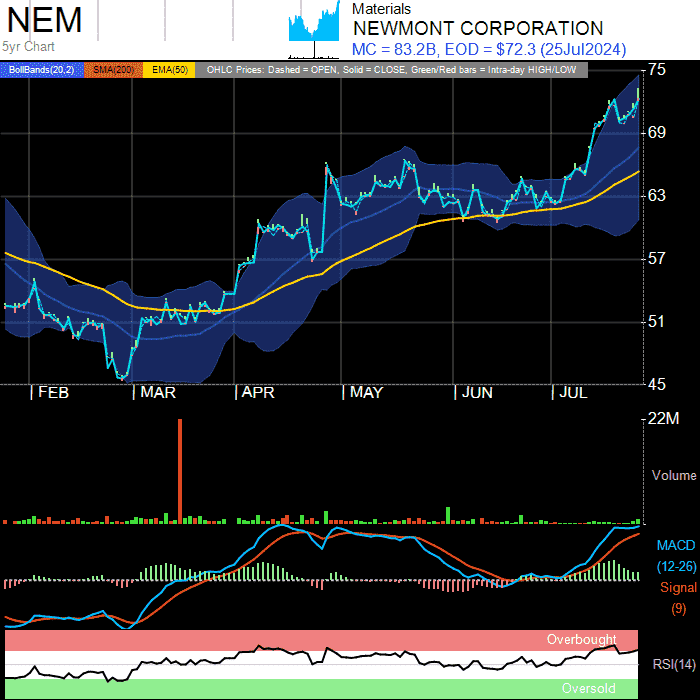 NEM
5yr Chart
Materials
NEWMONT CORPORATION
MC = 83.2B, EOD = $72.3 (25Jul2024)
BollBands(20,2) SMA(200) EMA(50) OHLC Prices: Dashed = OPEN, Solid = CLOSE, Green/Red bars = Intra-day HIGH/LOW
75
69
63
57
51
45
| FEB | MAR | APR | MAY | JUN | JUL
22M
Volume
MACD
(12-26)
Signal
(9)
Overbought
RSI(14)
Oversold